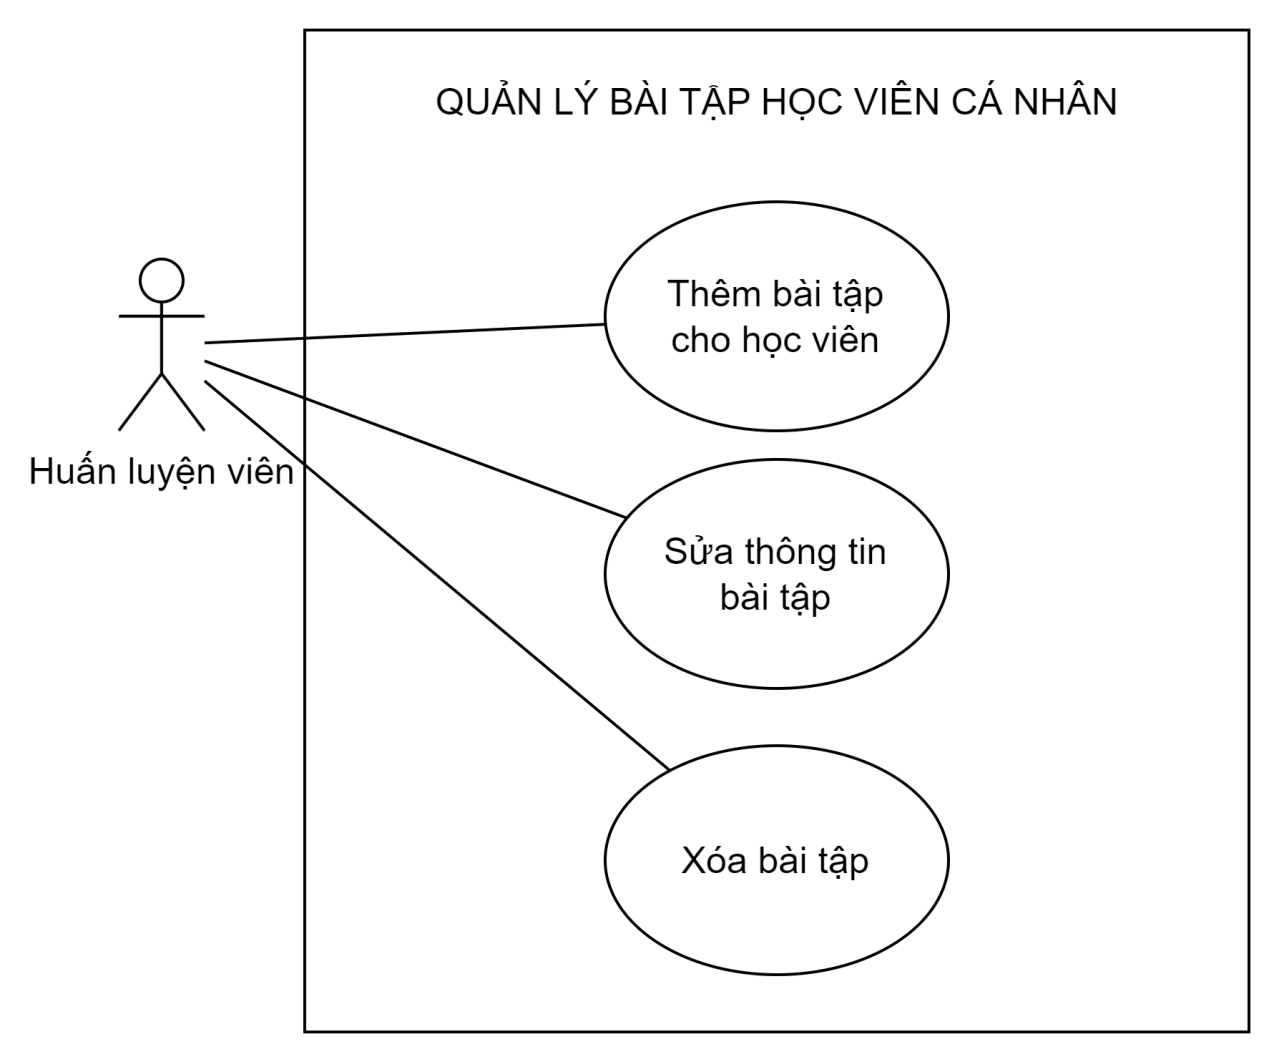 QUẢN LÝ BÀI TẬP HỌC VIÊN CÁ NHÂN
Thêm bài tập
cho học viên
Huấn luyện viên
Sửa thông tin
bài tập
Xóa bài tập